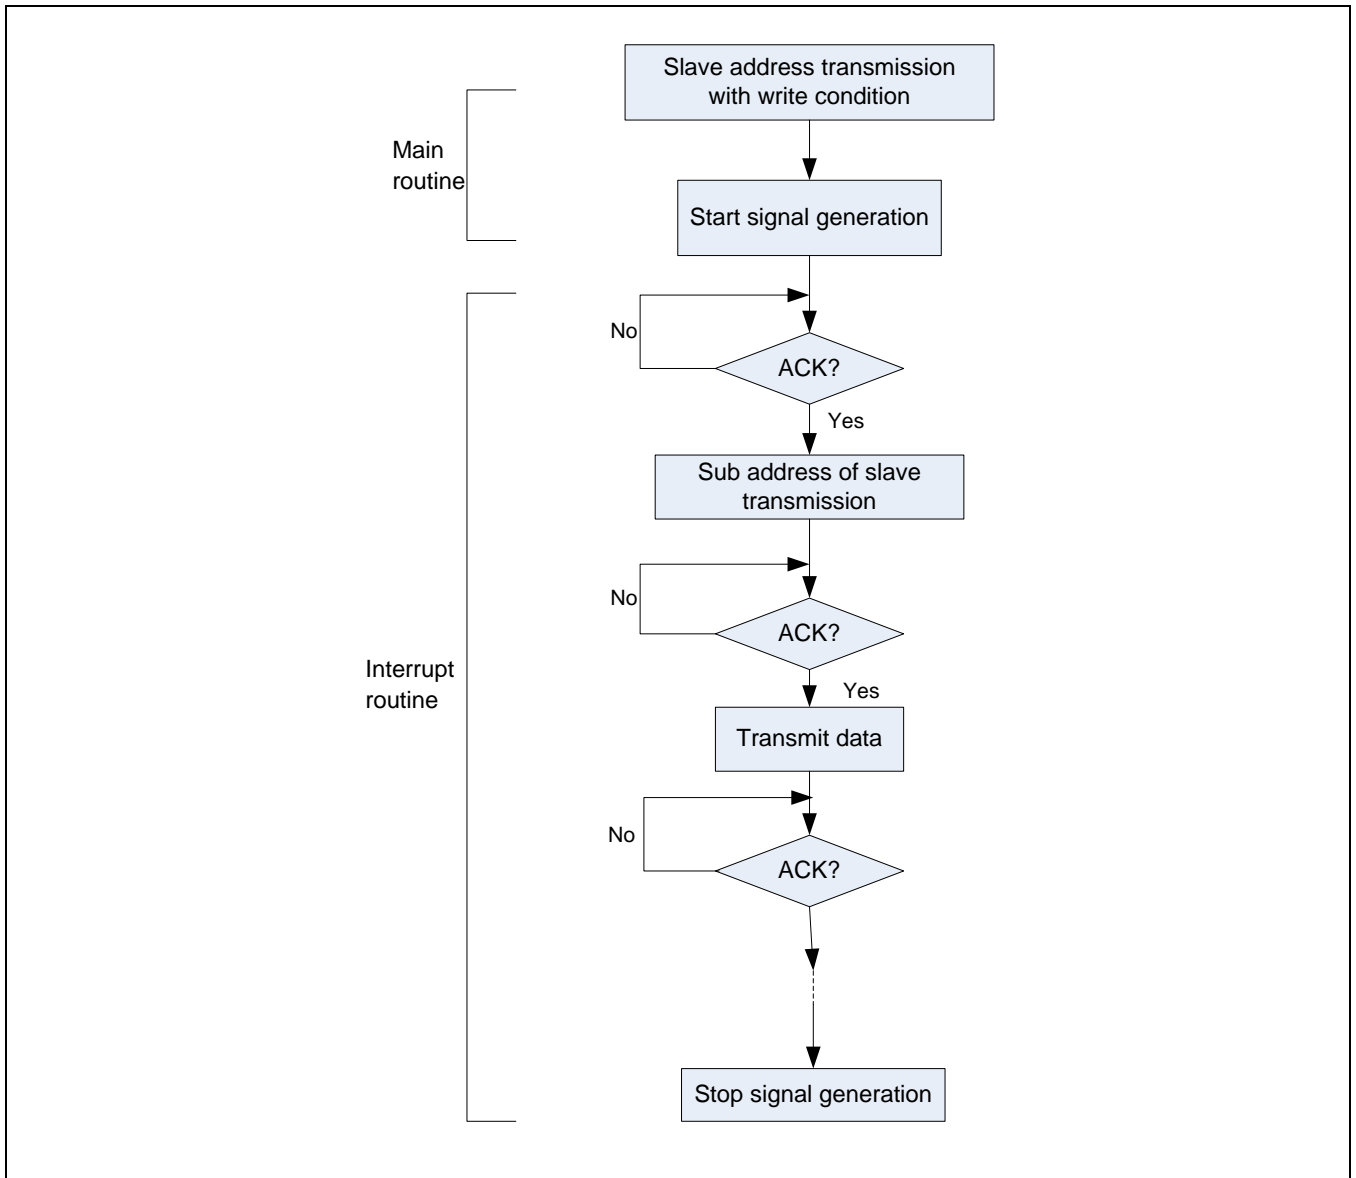 Slave address transmission
with write condition
Main
routine
Start signal generation
No
ACK?
Yes
Sub address of slave
transmission
No
ACK?
Interrupt
routine
Yes
Transmit data
No
ACK?
Stop signal generation